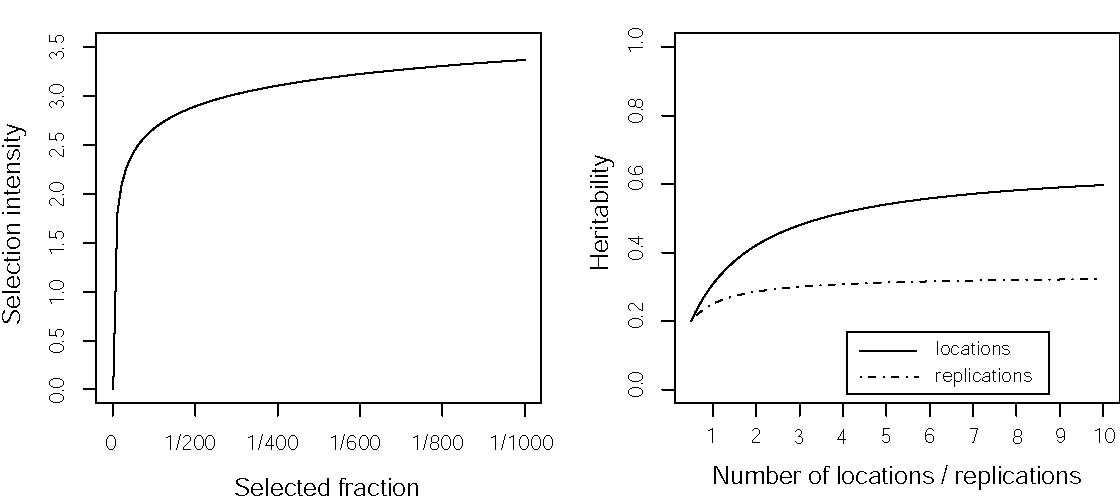 Selection intensity
3.5
3.0
2.5
2.0
1.5
1.0
0.5
0.0
0 1/200 1/400 1/600 1/800 1/1000
Selected fraction
Heritability
1.0
0.8
0.6
0.4
0.2
0.0
locations
replications
1 2 3 4 5 6 7 8 9 10
Number of locations / replications